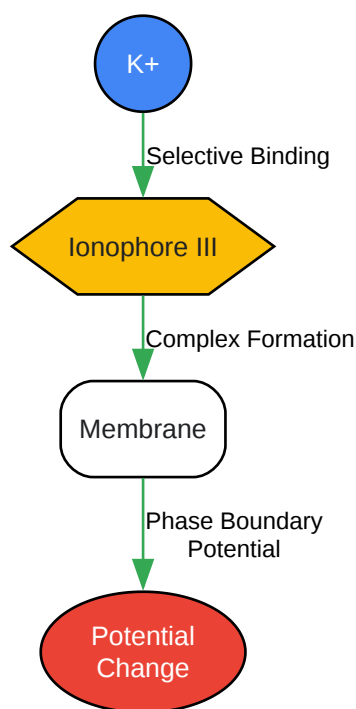 K+
Selective Binding
Ionophore III
Complex Formation
Membrane
Phase Boundary
Potential
Potential
Change